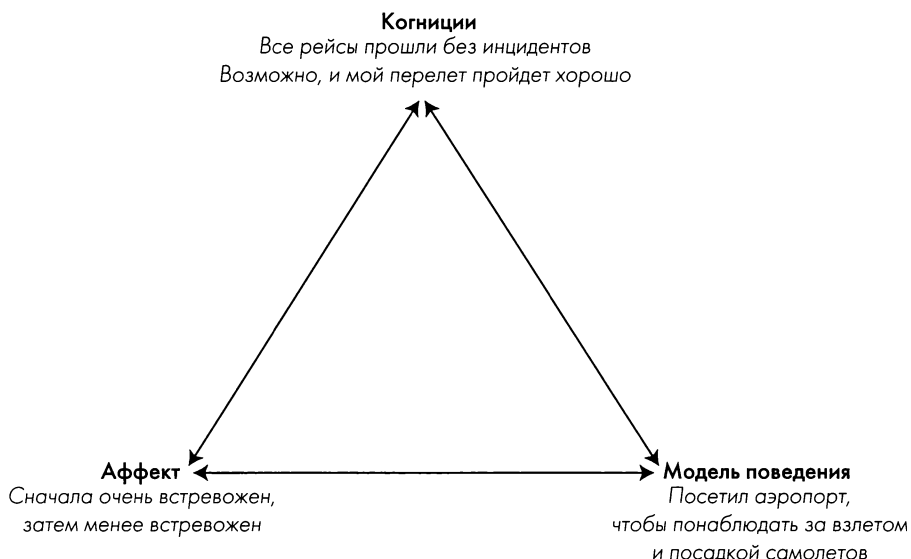 Когниции
Все рейсы прошли без инцидентов
Возможно, и мой перелет пройдет хорошо
Аффект
Сначала очень встревожен,
затем менее встревожен
Модель поведения
Посетил аэропорт,
чтобы понаблюдать за взлетом
и посадкой самолетов